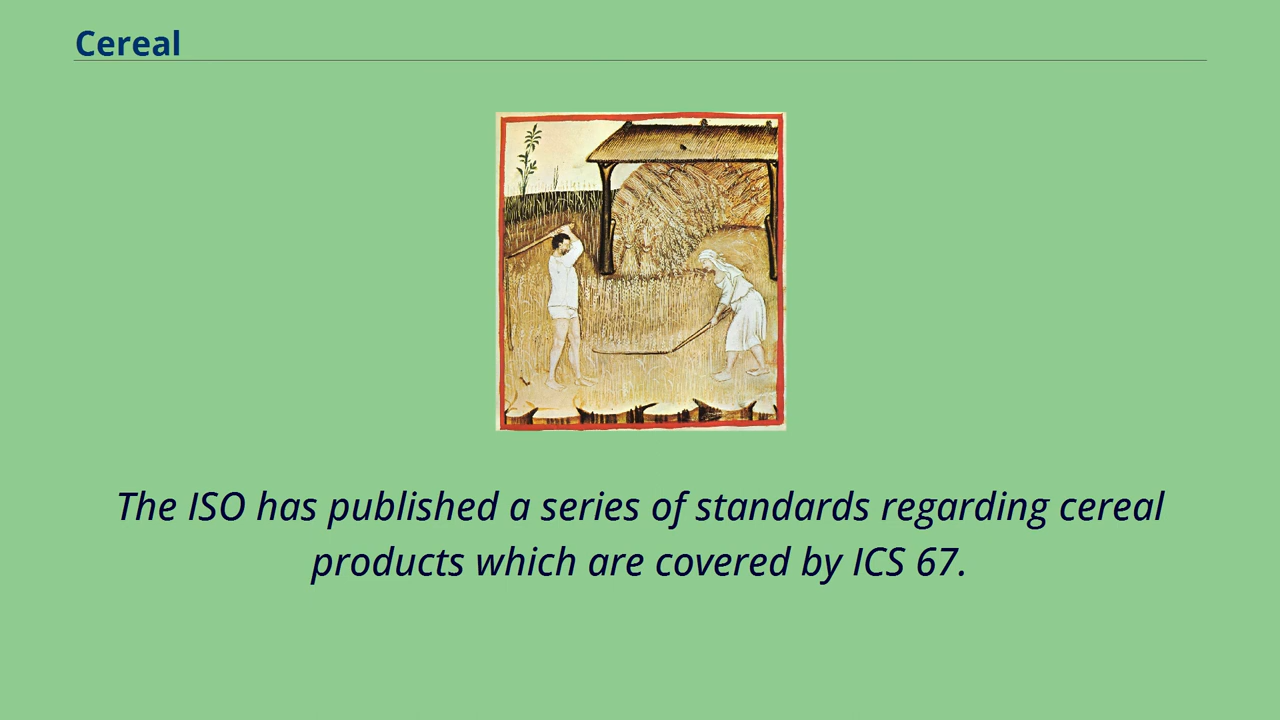 Cereal
The ISO has published a series of standards regarding cereal
products which are covered by ICS 67.